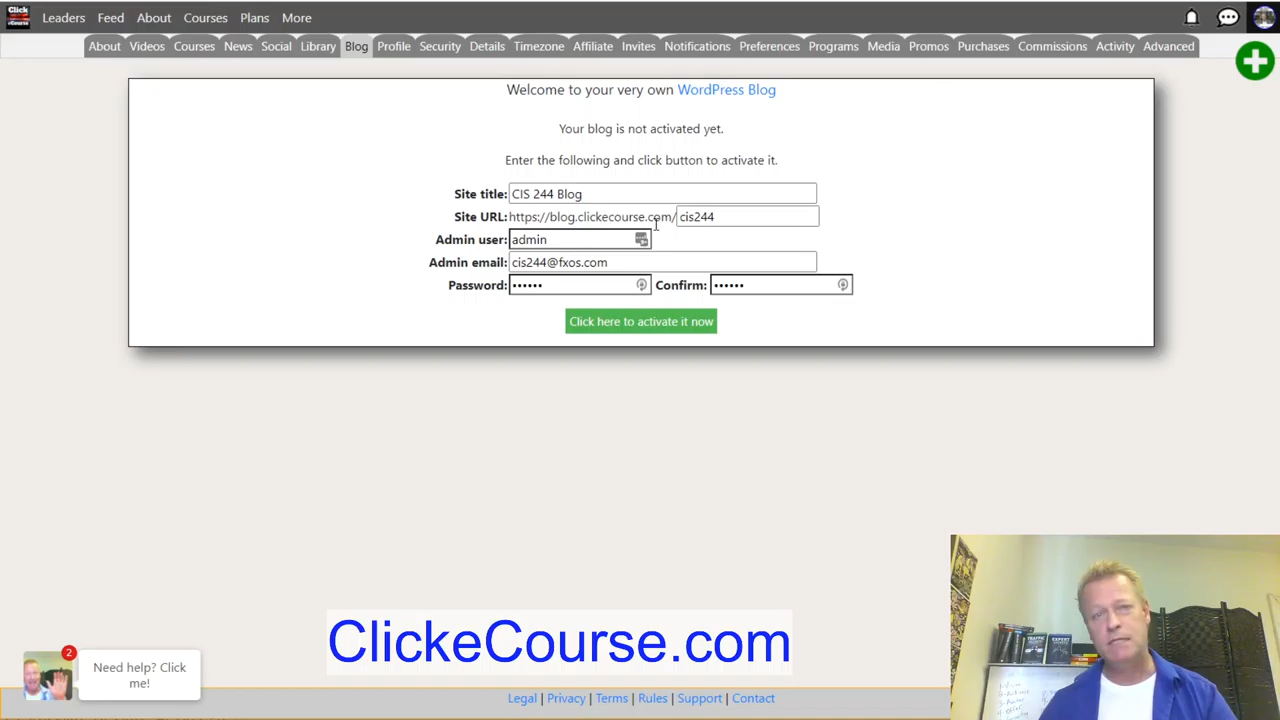 Click eCourse Leaders Feed About Courses Plans More
About Videos Courses News Social Library Blog Profile Security Details Timezone Affiliate Invites Notifications Preferences Programs Media Promos Purchases Commissions Activity Advanced
Welcome to your very own WordPress Blog
Your blog is not activated yet.
Enter the following and click button to activate it.
Site title: CIS 244 Blog
Site URL: https://blog.clickecourse.com/ cis244
Admin user: admin
Admin email: cis244@fxos.com
Password: •••••• Confirm: ••••••
Click here to activate it now
TRAFFIC EXPERT
ClickeCourse.com
2
Need help? Click
me!
Legal | Privacy | Terms | Rules | Support | Contact